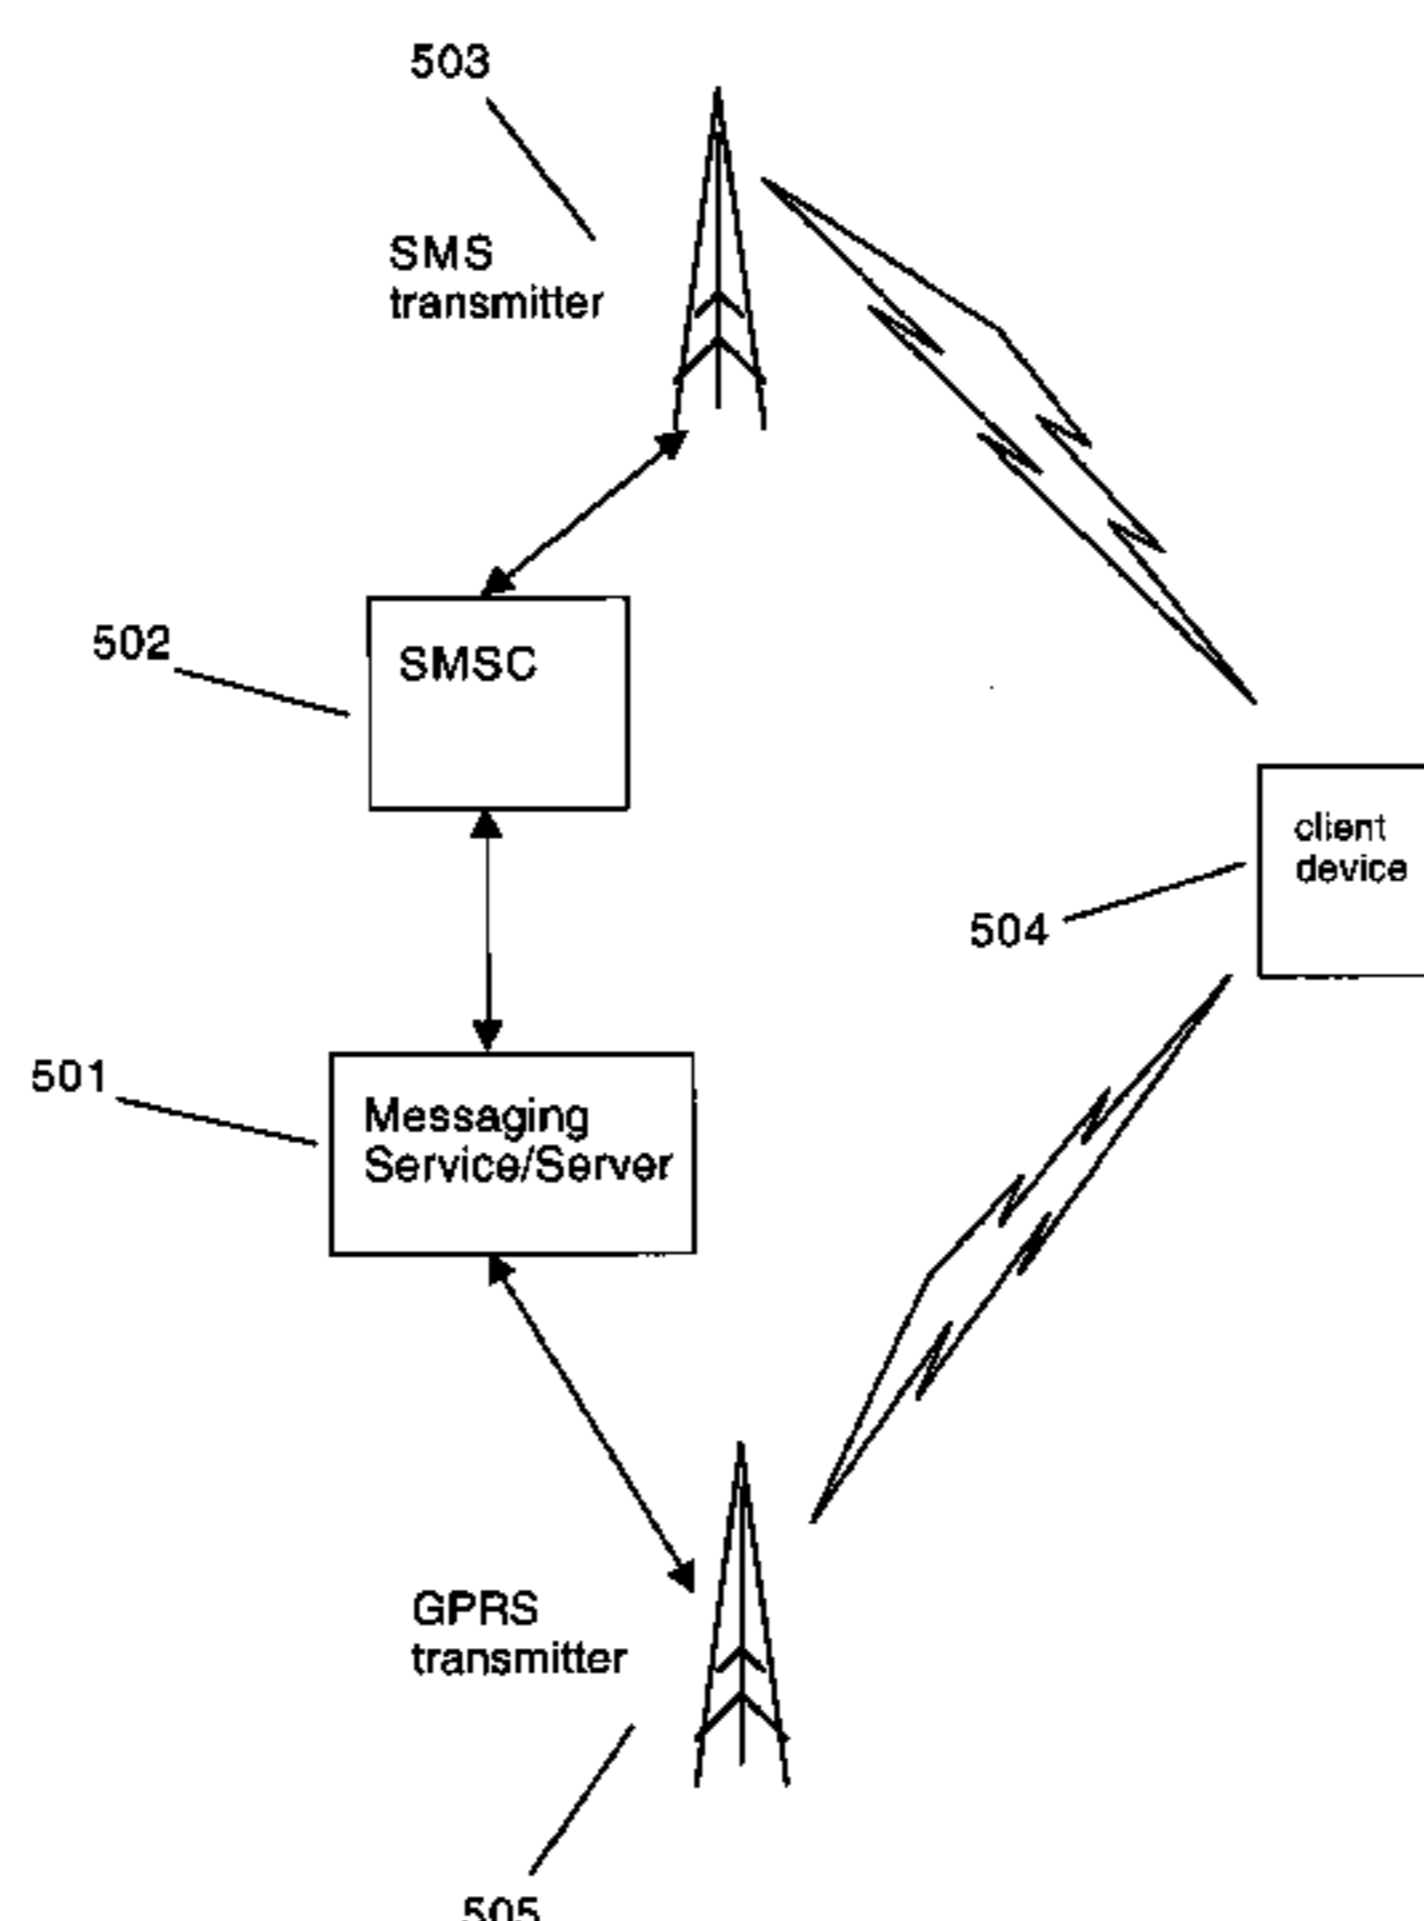 503
SMS
transmitter
502
SMSC
client
device
504
501
Messaging
Service/Server
GPRS
transmitter
505